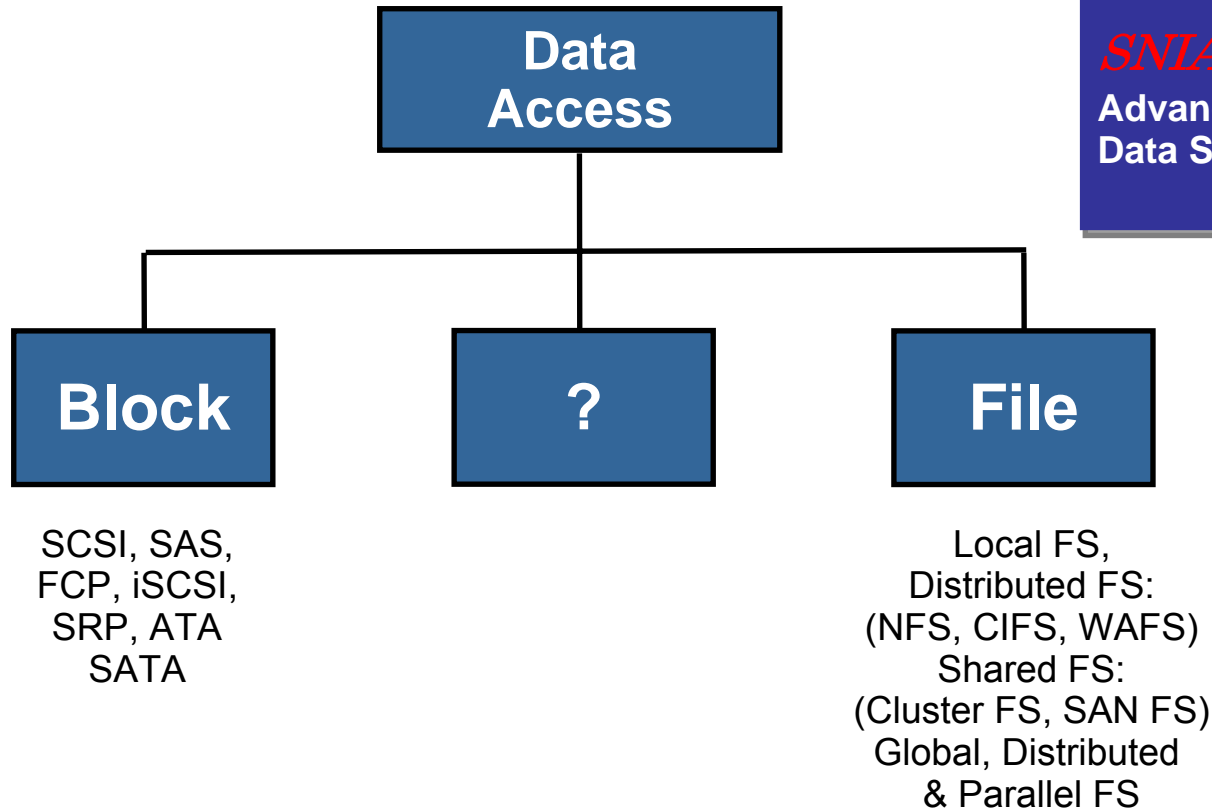 Data
Access
SNIA
Data
Block
?
File
SCSI, SAS,
FCP, iSCSI,
SRP, ATA
SATA
Local FS,
Distributed FS:
(NFS, CIFS, WAFS)
Shared FS:
(Cluster FS, SAN FS)
Global, Distributed
& Parallel FS